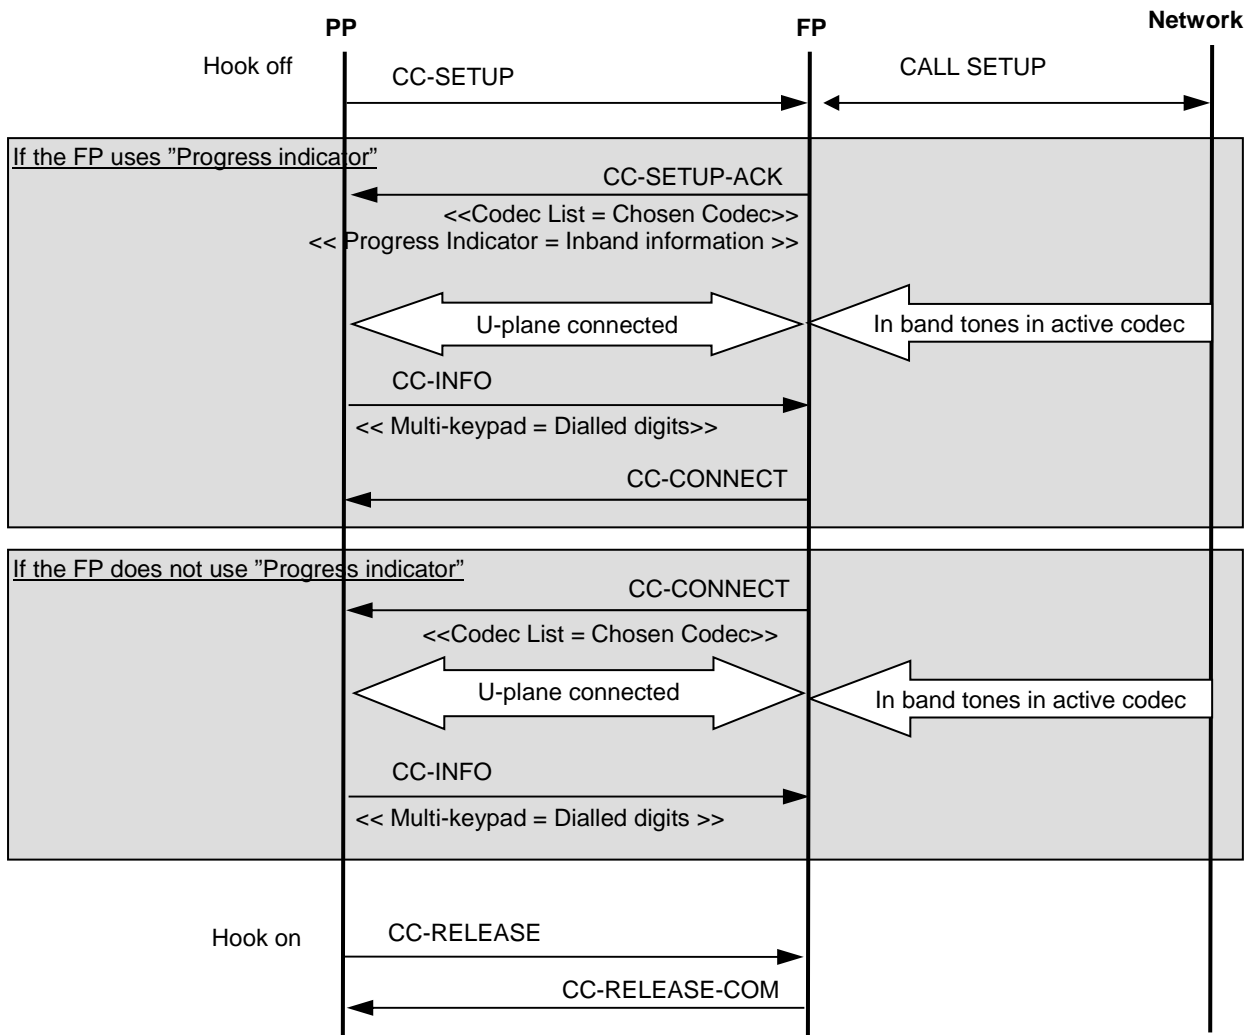 PP
FP
Network
Hook off
CC-SETUP
CALL SETUP
If the FP uses ”Progress indicator”
CC-SETUP-ACK
<<Codec List = Chosen Codec>>
<< Progress Indicator = Inband information >>
U-plane connected
In band tones in active codec
CC-INFO
<< Multi-keypad = Dialled digits>>
CC-CONNECT
If the FP does not use ”Progress indicator”
CC-CONNECT
<<Codec List = Chosen Codec>>
U-plane connected
In band tones in active codec
CC-INFO
<< Multi-keypad = Dialled digits >>
Hook on
CC-RELEASE
CC-RELEASE-COM